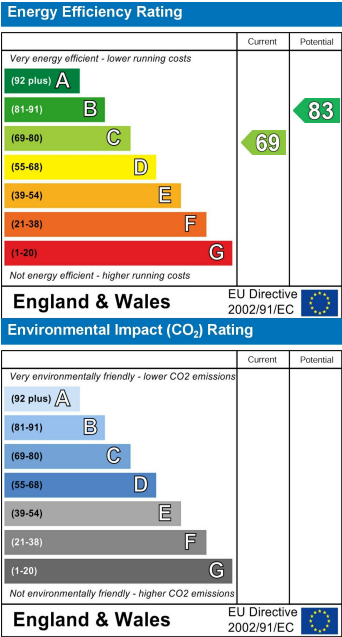 Energy Efficiency Rating
Current Potential
Very energy efficient - lower running costs
(92 plus) A
(81-91) B
83
(69-80) C
69
(55-68) D
(39-54) E
(21-38) F
(1-20) G
Not energy efficient - higher running costs
England & Wales
EU Directive
2002/91/EC
Environmental Impact (CO₂) Rating
Current Potential
Very environmentally friendly - lower CO2 emissions
(92 plus) A
(81-91) B
(69-80) C
(55-68) D
(39-54) E
(21-38) F
(1-20) G
Not environmentally friendly - higher CO2 emissions
England & Wales
EU Directive
2002/91/EC